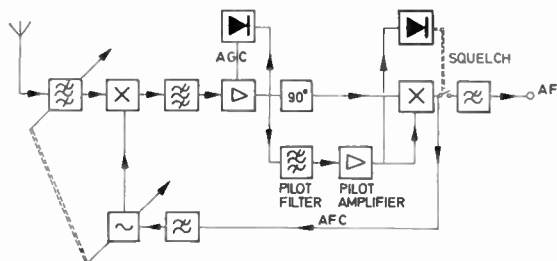 AGC
SQUELCH
90°
AF
PILOT
FILTER
PILOT
AMPLIFIER
AFC